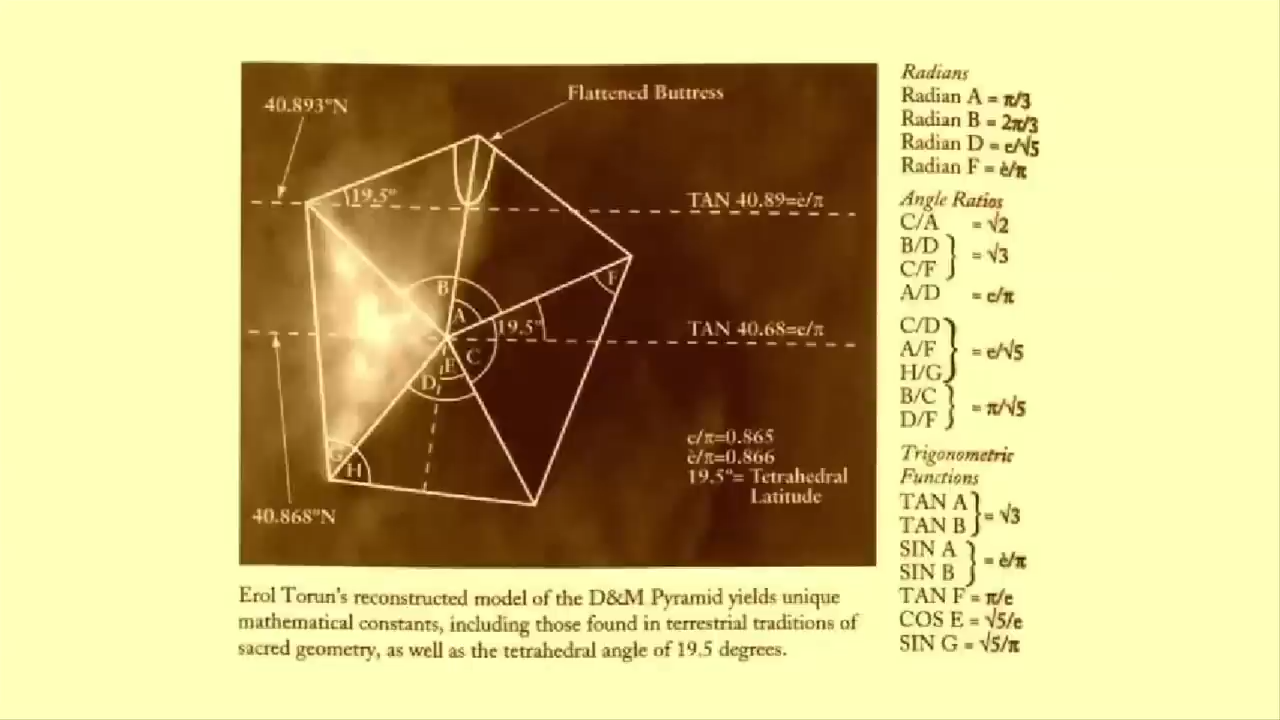 40.893°N
Flattened Buttress
19.5°
TAN 40.89=è/π
B
F
A
19.5°
TAN 40.68=e/π
C
E
D
G
H
e/π=0.865
è/π=0.866
19.5°= Tetrahedral
Latitude
40.868°N
Erol Torun's reconstructed model of the D&M Pyramid yields unique
mathematical constants, including those found in terrestrial traditions of
sacred geometry, as well as the tetrahedral angle of 19.5 degrees.
Radians
Radian A = π/3
Radian B = 2π/3
Radian D = e/√5
Radian F = è/π
Angle Ratios
C/A = √2
B/D
C/F
= √3
A/D = e/π
C/D
A/F
H/G
= e/√5
B/C
D/F
= π/√5
Trigonometric
Functions
TAN A
TAN B
= √3
SIN A
SIN B
= è/π
TAN F = π/e
COS E = √5/e
SIN G = √5/π